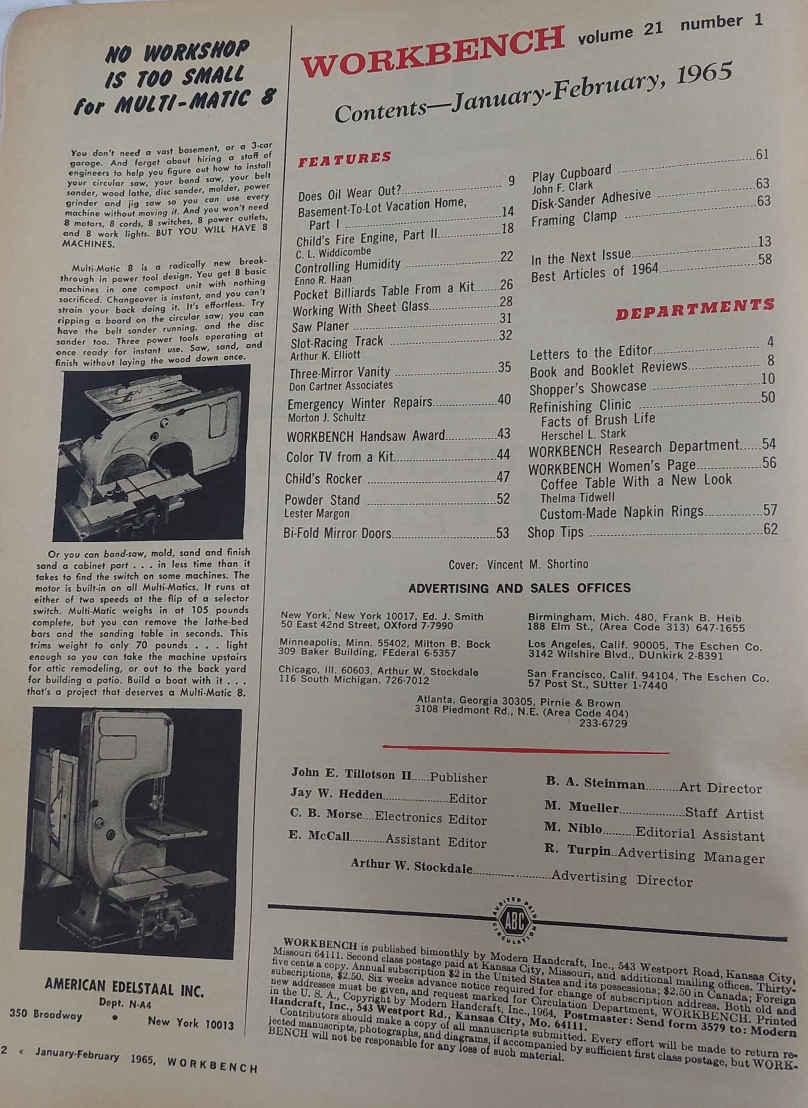 NO WORKSHOP
IS TOO SMALL
for MULTI-MATIC 8
You don't need a vast basement, or a 3-car
garage. And forget about hiring a staff of
engineers to help you figure out how to install
your circular saw, your band saw, your belt
sander, wood lathe, disc sander, molder, power
grinder and jig saw so you can use every
machine without moving it. And you won't need
8 motors, 8 cords, 8 switches, 8 power outlets,
and 8 work lights. BUT YOU WILL HAVE 8
MACHINES.
Multi-Matic 8 is a radically new break-
through in power tool design. You get 8 basic
machines in one compact unit with nothing
sacrificed. Changeover is instant, and you can't
strain your back doing it. It's effortless. Try
ripping a board on the circular saw; you can
have the belt sander running, and the disc
sander too. Three power tools operating at
once ready for instant use. Saw, sand, and
finish without laying the wood down once.
Or you can band-saw, mold, sand and finish
sand a cabinet part . . . in less time than it
takes to find the switch on some machines. The
motor is built-in on all Multi-Matics. It runs at
either of two speeds at the flip of a selector
switch. Multi-Matic weighs in at 105 pounds
complete, but you can remove the lathe-bed
bars and the sanding table in seconds. This
trims weight to only 70 pounds . . . light
enough so you can take the machine upstairs
for attic remodeling, or out to the back yard
for building a patio. Build a boat with it . . .
that's a project that deserves a Multi-Matic 8.
AMERICAN EDELSTAAL INC.
Dept. N-A4
350 Broadway • New York 10013
2 • January-February 1965, WORKBENCH
WORKBENCH volume 21 number 1
Contents—January-February, 1965
FEATURES
Does Oil Wear Out?..............................9
Basement-To-Lot Vacation Home,
Part I ..............................14
Child's Fire Engine, Part II..............18
C. L. Widdicombe
Controlling Humidity ......................22
Enno R. Haan
Pocket Billiards Table From a Kit......26
Working With Sheet Glass................28
Saw Planer ..............................31
Slot-Racing Track ......................32
Arthur K. Elliott
Three-Mirror Vanity ......................35
Don Cartner Associates
Emergency Winter Repairs..............40
Morton J. Schultz
WORKBENCH Handsaw Award............43
Color TV from a Kit......................44
Child's Rocker ..............................47
Powder Stand ..............................52
Lester Margon
Bi-Fold Mirror Doors......................53
Play Cupboard ..............................61
John F. Clark
Disk-Sander Adhesive ....................63
Framing Clamp ..............................63
In the Next Issue..............................13
Best Articles of 1964......................58
DEPARTMENTS
Letters to the Editor......................4
Book and Booklet Reviews..............8
Shopper's Showcase ......................10
Refinishing Clinic ......................50
Facts of Brush Life
Herschel L. Stark
WORKBENCH Research Department......54
WORKBENCH Women's Page..............56
Coffee Table With a New Look
Thelma Tidwell
Custom-Made Napkin Rings..............57
Shop Tips ..............................62
Cover: Vincent M. Shortino
ADVERTISING AND SALES OFFICES
New York, New York 10017, Ed. J. Smith
50 East 42nd Street, OXford 7-7990
Minneapolis, Minn. 55402, Milton B. Bock
309 Baker Building, FEderal 6-5357
Chicago, Ill. 60603, Arthur W. Stockdale
116 South Michigan, 726-7012
Birmingham, Mich. 480, Frank B. Heib
188 Elm St., (Area Code 313) 647-1655
Los Angeles, Calif. 90005, The Eschen Co.
3142 Wilshire Blvd., DUnkirk 2-8391
San Francisco, Calif. 94104, The Eschen Co.
57 Post St., SUtter 1-7440
Atlanta, Georgia 30305, Pirnie & Brown
3108 Piedmont Rd., N.E. (Area Code 404)
233-6729
John E. Tillotson II......Publisher
Jay W. Hedden....................Editor
C. B. Morse....Electronics Editor
E. McCall............Assistant Editor
B. A. Steinman..........Art Director
M. Mueller....................Staff Artist
M. Niblo..........Editorial Assistant
R. Turpin..Advertising Manager
Arthur W. Stockdale........................Advertising Director
AUDITED PAID
ABC
CIRCULATION
WORKBENCH is published bimonthly by Modern Handcraft, Inc., 543 Westport Road, Kansas City,
Missouri 64111. Second class postage paid at Kansas City, Missouri, and additional mailing offices. Thirty-
five cents a copy. Annual subscription $2 in the United States and its possessions; $2.50 in Canada; Foreign
subscriptions, $2.50. Six weeks advance notice required for change of subscription address. Both old and
new addresses must be given, and request marked for Circulation Department, WORKBENCH. Printed
in the U. S. A., Copyright by Modern Handcraft, Inc., 1964. Postmaster: Send form 3579 to: Modern
Handcraft, Inc., 543 Westport Rd., Kansas City, Mo. 64111.
Contributors should make a copy of all manuscripts submitted. Every effort will be made to return re-
jected manuscripts, photographs, and diagrams, if accompanied by sufficient first class postage, but WORK-
BENCH will not be responsible for any loss of such material.